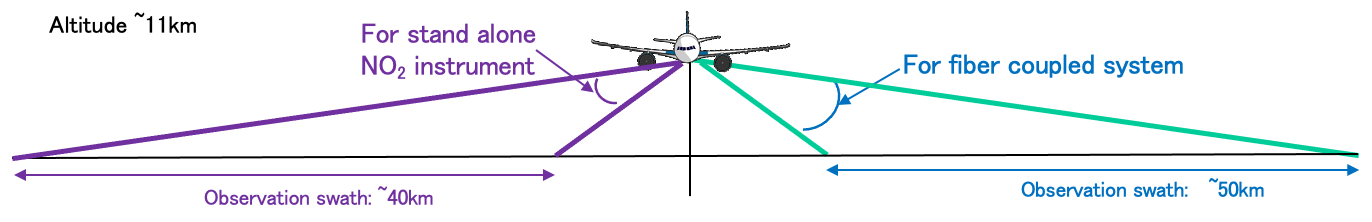 Altitude ~11km
For stand alone
NO₂ instrument
For fiber coupled system
Observation swath: ~40km
Observation swath: ~50km